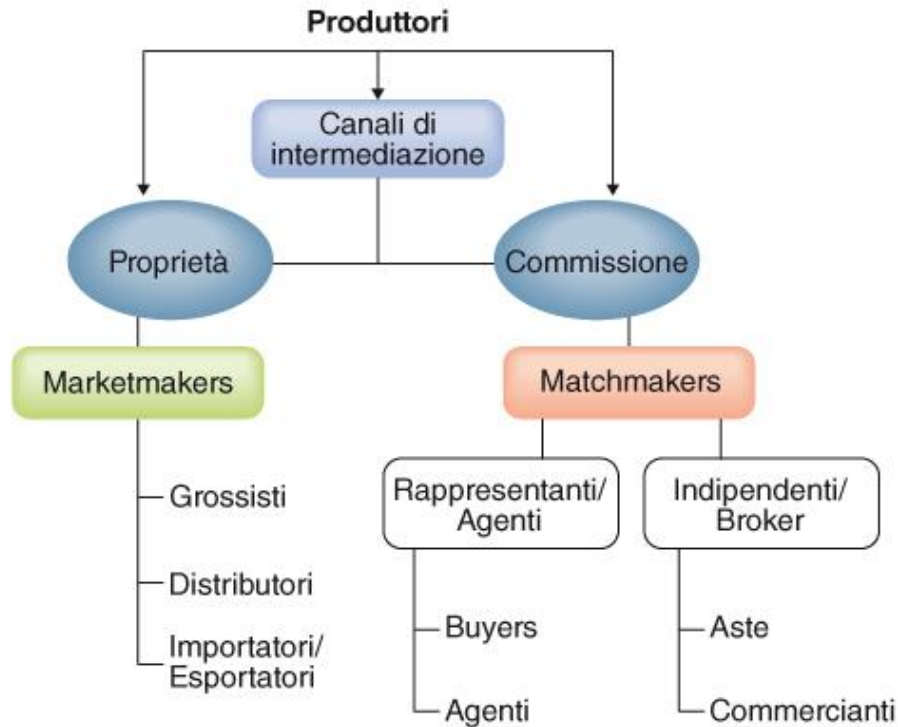 Produttori
Canali di
intermediazione
Proprietà
Commissione
Marketmakers
Matchmakers
Grossisti
Distributori
Importatori/
Esportatori
Rappresentanti/
Agenti
Indipendenti/
Broker
Buyers
Agenti
Aste
Commercianti